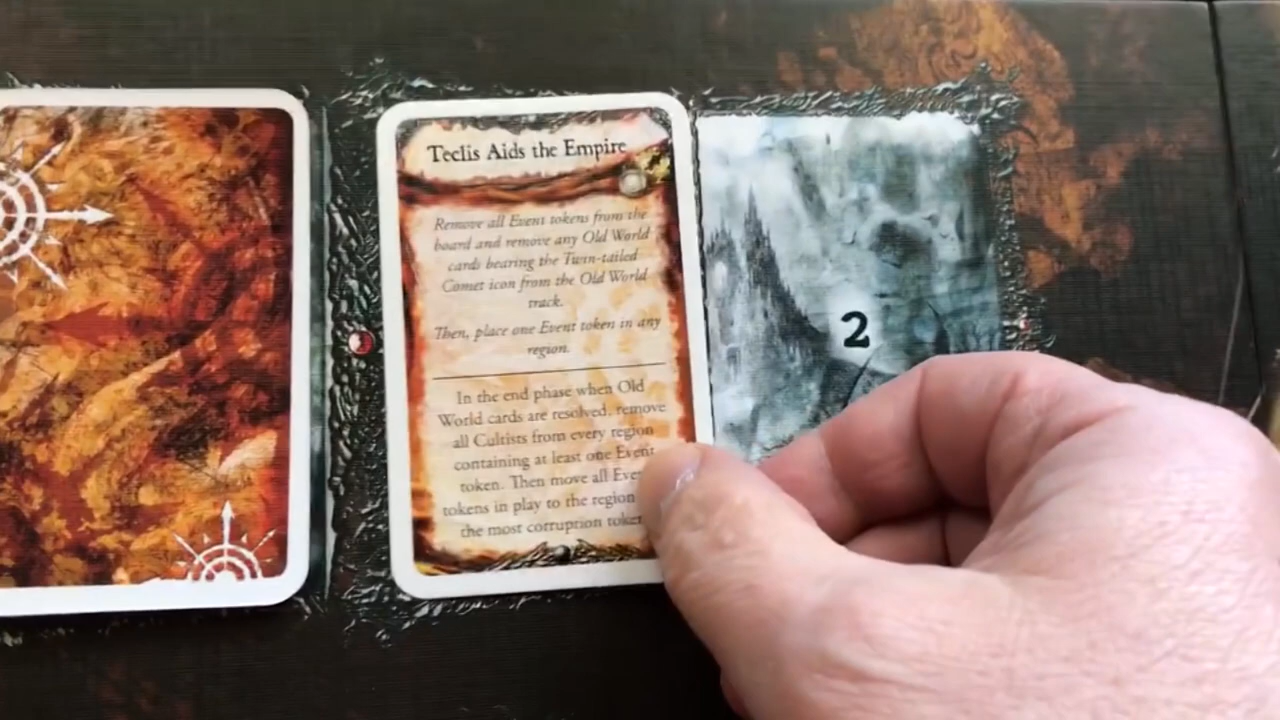 Teclis Aids the Empire
Remove all Event tokens from the
board and remove any Old World
cards bearing the Twin-tailed
Comet icon from the Old World
track.
Then, place one Event token in any
region.
In the end phase when Old
World cards are resolved, remove
all Cultists from every region
containing at least one Event
token. Then move all
tokens in play to the region
the most corruption
2